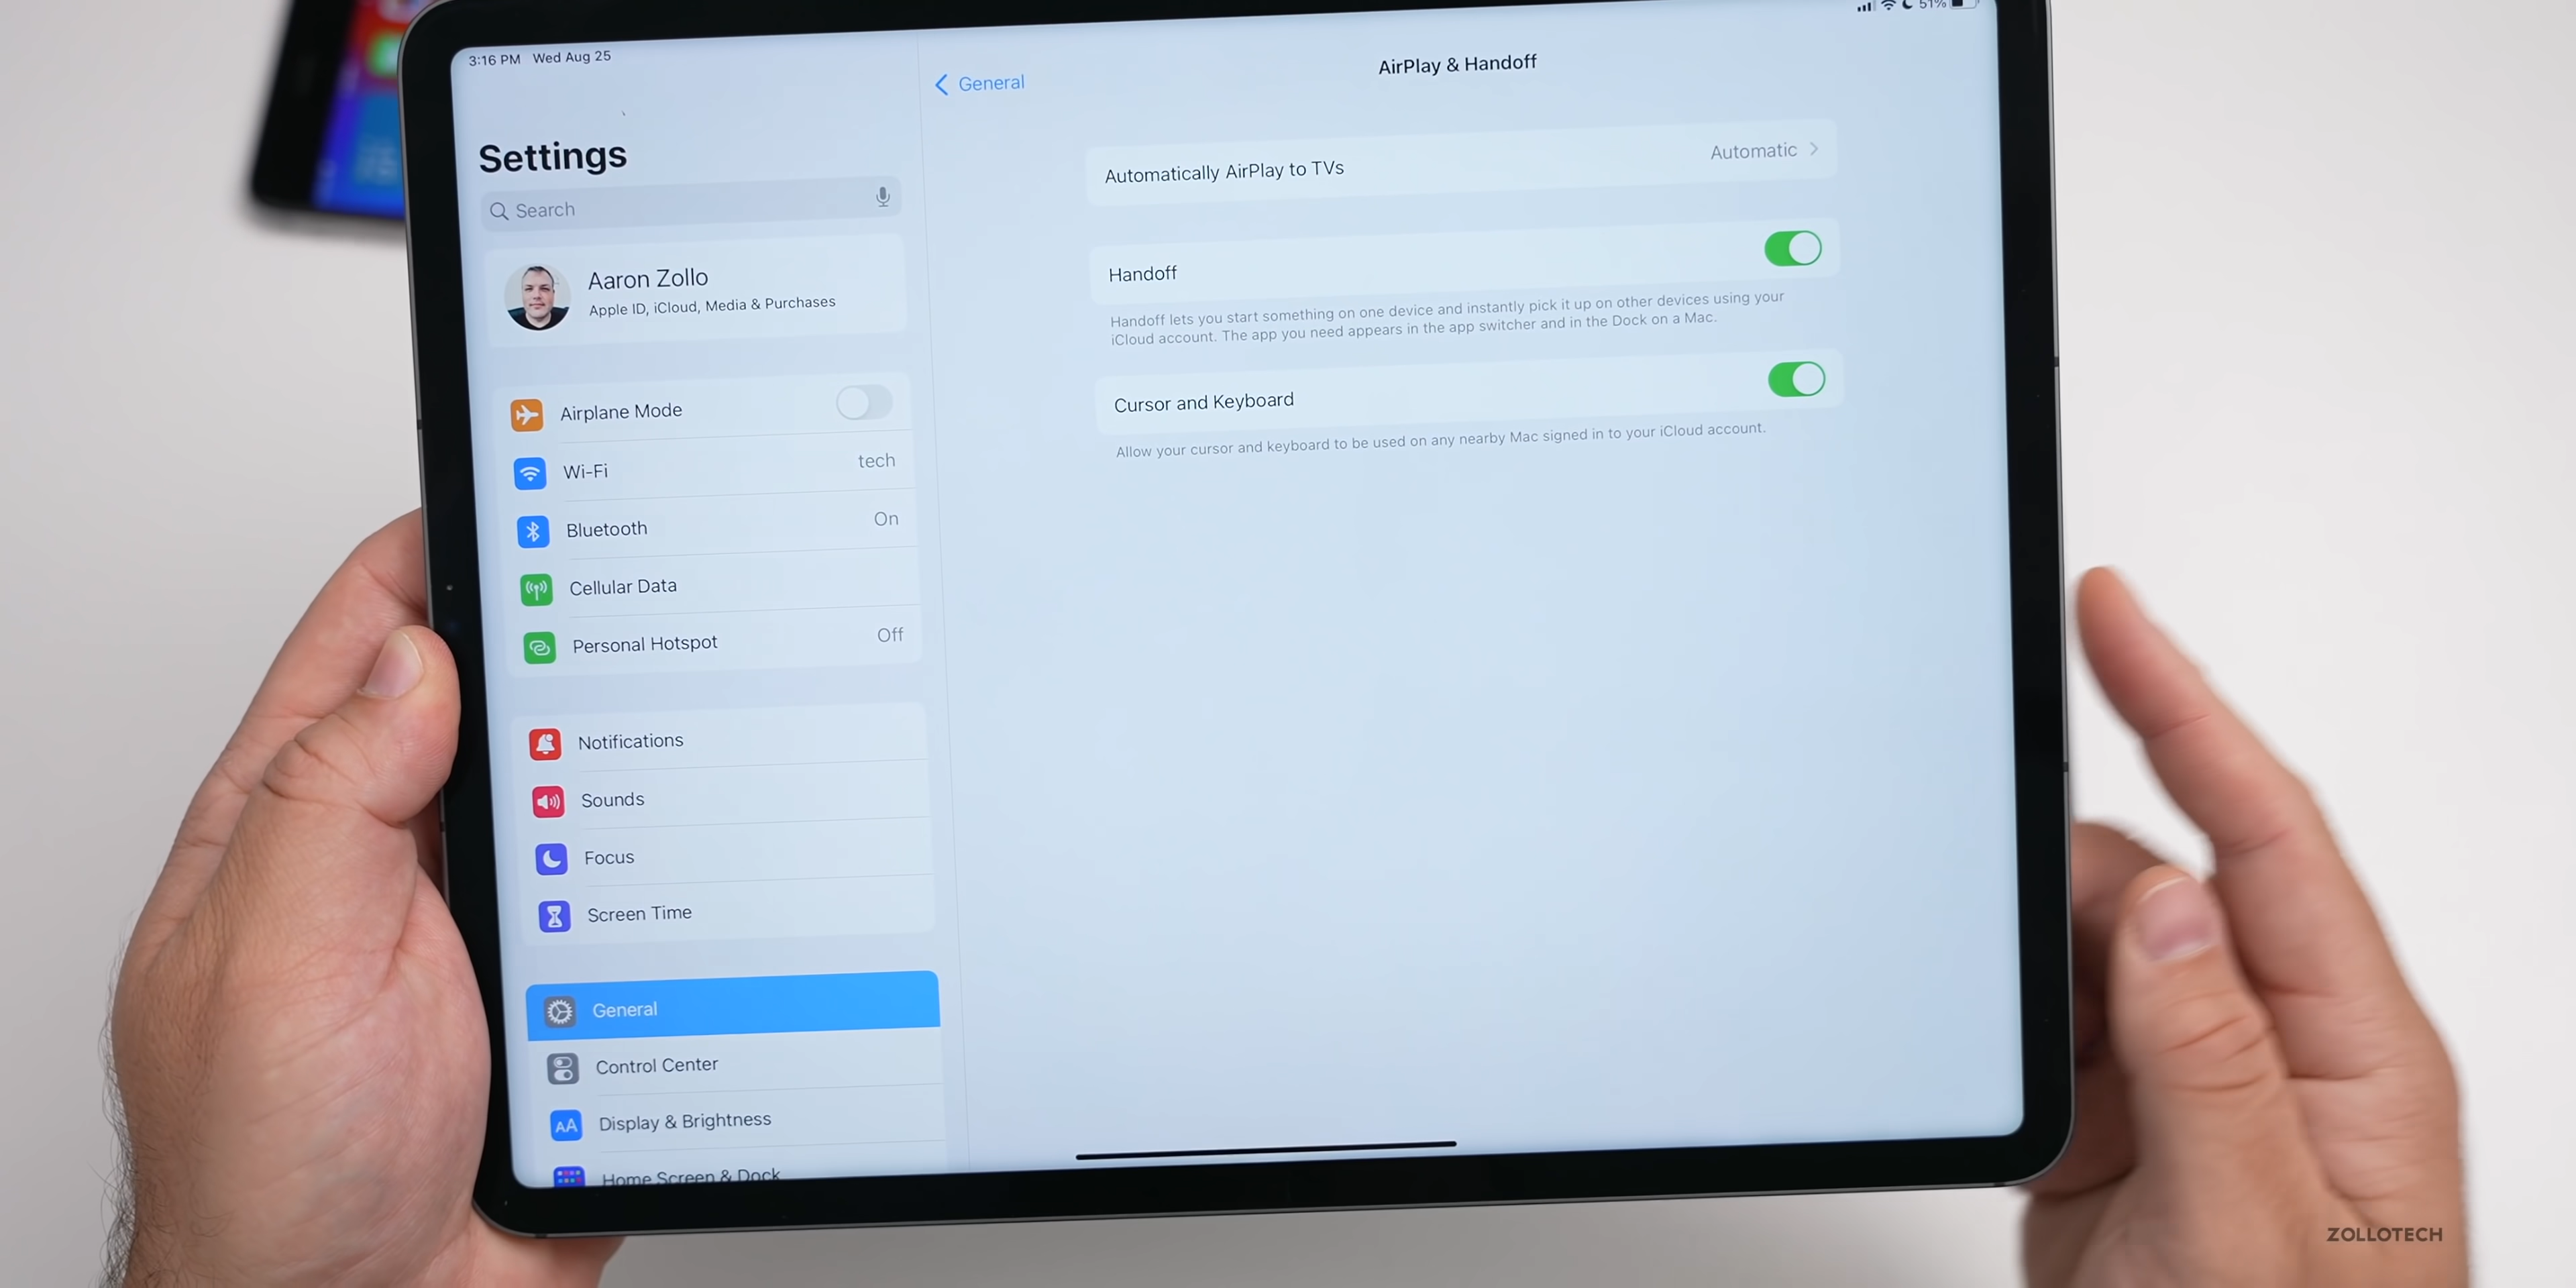 3:16 PM Wed Aug 25
51%
Settings
Search
Aaron Zollo
Apple ID, iCloud, Media & Purchases
Airplane Mode
Wi-Fi tech
Bluetooth On
Cellular Data
Personal Hotspot Off
Notifications
Sounds
Focus
Screen Time
General
Control Center
AA Display & Brightness
Home Screen & Dock
General
AirPlay & Handoff
Automatically AirPlay to TVs Automatic
Handoff
Handoff lets you start something on one device and instantly pick it up on other devices using your
iCloud account. The app you need appears in the app switcher and in the Dock on a Mac.
Cursor and Keyboard
Allow your cursor and keyboard to be used on any nearby Mac signed in to your iCloud account.
ZOLLOTECH